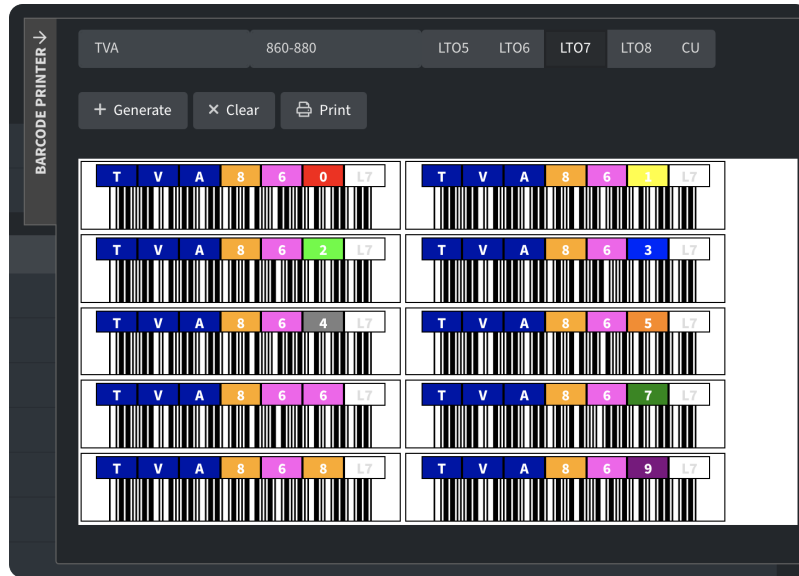 BARCODE PRINTER
TVA 860-880 LTO5 LTO6 LTO7 LTO8 CU
Generate Clear Print
T V A 8 6 0 L7 T V A 8 6 1 L7
T V A 8 6 2 L7 T V A 8 6 3 L7
T V A 8 6 4 L7 T V A 8 6 5 L7
T V A 8 6 6 L7 T V A 8 6 7 L7
T V A 8 6 8 L7 T V A 8 6 9 L7